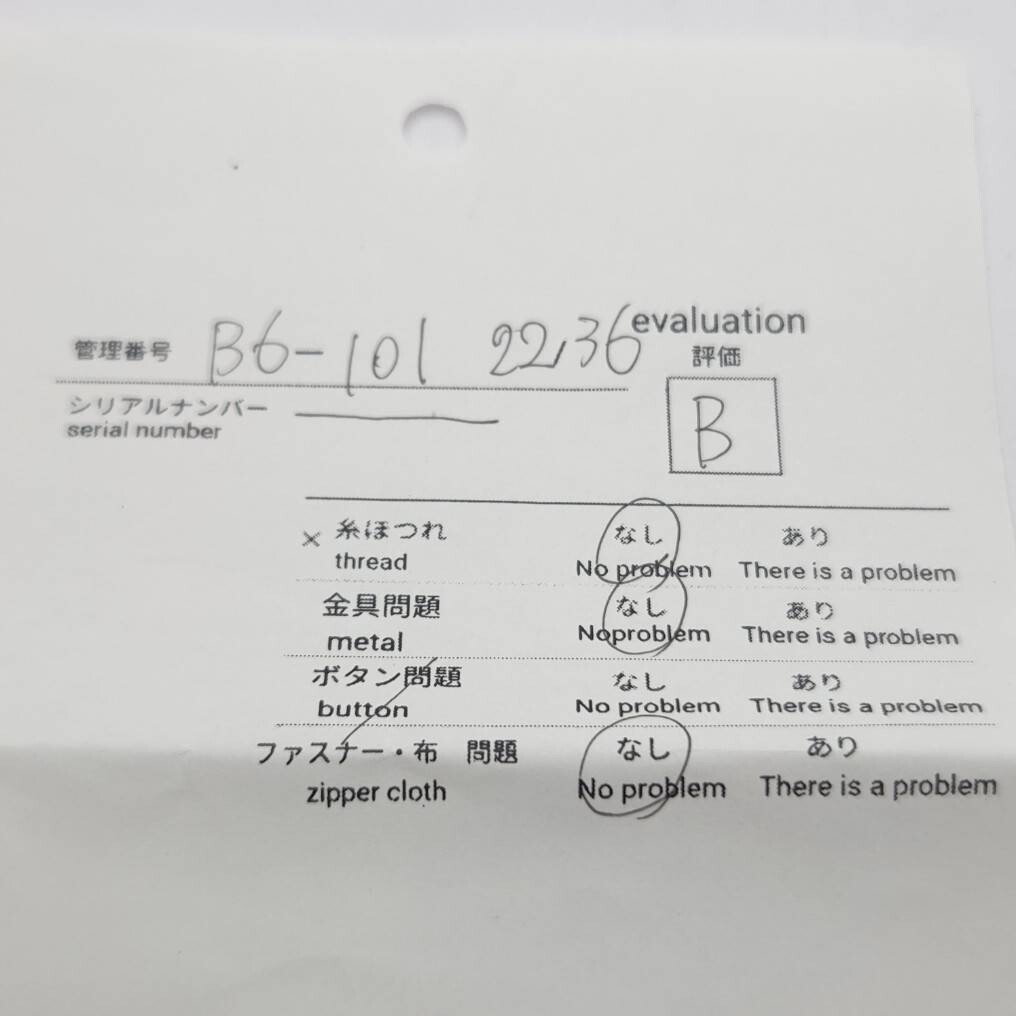 管理番号 B6-101 2236
evaluation
評価
シリアルナンバー
serial number
B
× 糸ほつれ なし あり
thread No problem There is a problem
金具問題 なし あり
metal Noproblem There is a problem
ボタン問題 なし あり
button No problem There is a problem
ファスナー・布 問題 なし あり
zipper cloth No problem There is a problem